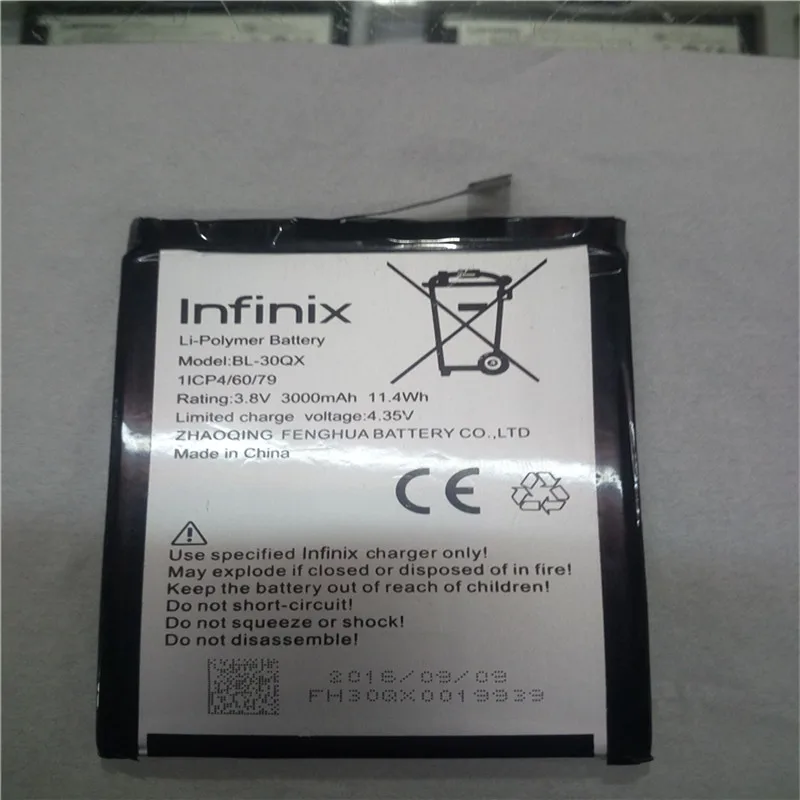 Infinix
Li-Polymer Battery
Model:BL-30QX
1ICP4/60/79
Rating:3.8V 3000mAh 11.4Wh
Limited charge voltage:4.35V
ZHAOQING FENGHUA BATTERY CO.,LTD
Made in China
CE
Use specified Infinix charger only!
May explode if closed or disposed of in fire!
Keep the battery out of reach of children!
Do not short-circuit!
Do not squeeze or shock!
Do not disassemble!
2016/09/09
FH30QX0019939